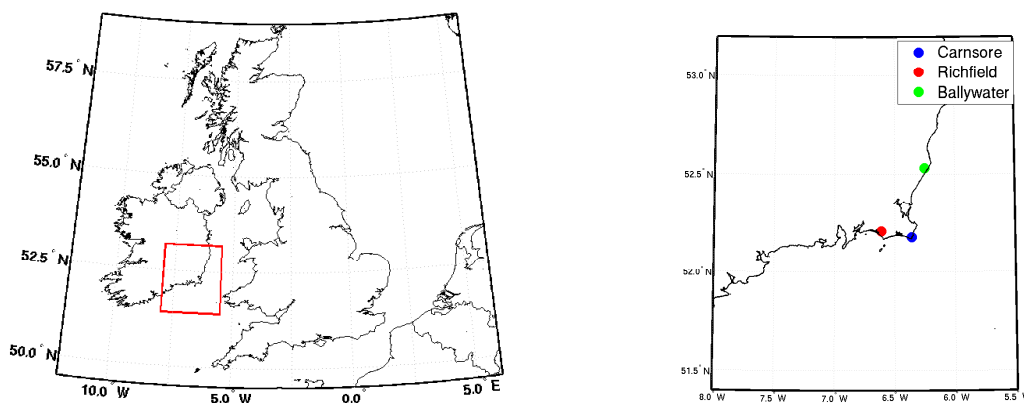 57.5° N
55.0° N
52.5° N
50.0° N
10.0° W
5.0° W
0.0°
5.0° E
Carnsore
Richfield
Ballywater
53.0° N
52.5° N
52.0° N
51.5° N
8.0° W
7.5° W
7.0° W
6.5° W
6.0° W
5.5° W